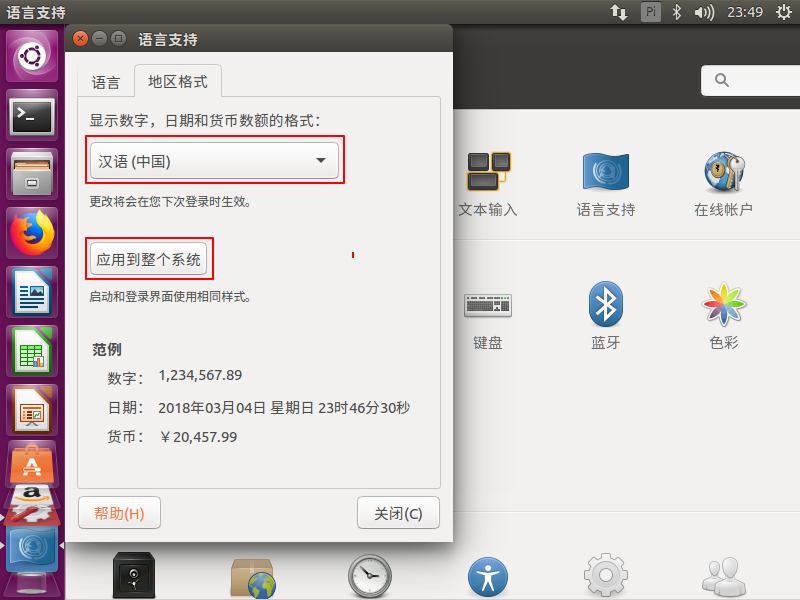 语言支持
Pi
23:49
语言支持
语言
地区格式
显示数字，日期和货币数额的格式：
汉语 (中国)
更改将会在您下次登录时生效。
应用到整个系统
启动和登录界面使用相同样式。
范例
数字： 1,234,567.89
日期： 2018年03月04日 星期日 23时46分30秒
货币： ￥20,457.99
帮助(H)
关闭(C)
文本输入
语言支持
在线帐户
键盘
蓝牙
色彩